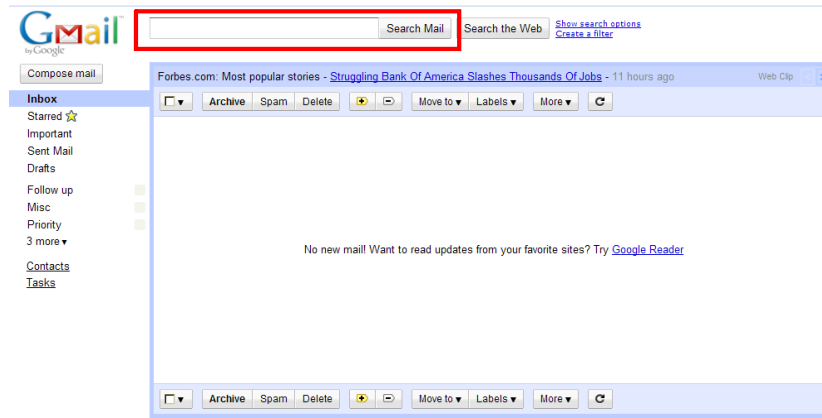 Gmail
by Google
Search Mail
Search the Web
Show search options
Create a filter
Compose mail
Forbes.com: Most popular stories - Struggling Bank Of America Slashes Thousands Of Jobs - 11 hours ago
Web Clip
Inbox
Starred
Important
Sent Mail
Drafts
Follow up
Misc
Priority
3 more
Contacts
Tasks
Archive Spam Delete Move to Labels More
No new mail! Want to read updates from your favorite sites? Try Google Reader
Archive Spam Delete Move to Labels More